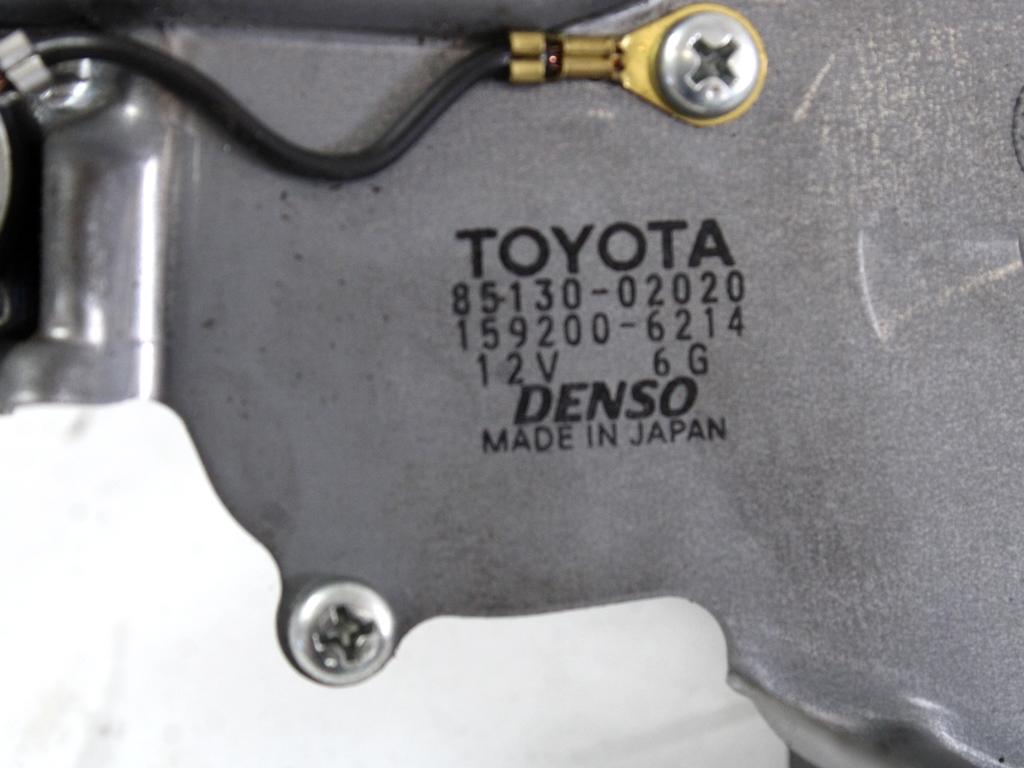 TOYOTA
85130-02020
159200-6214
12V 6G
DENSO
MADE IN JAPAN